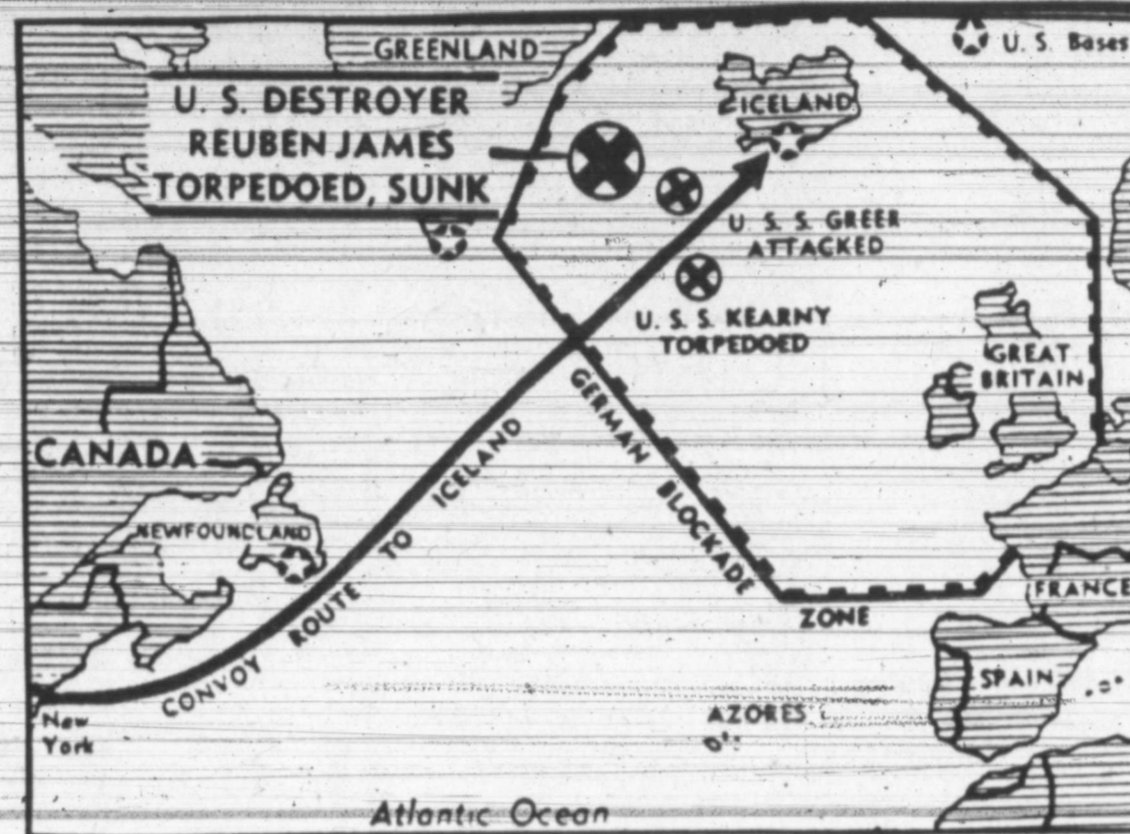 GREENLAND
U. S. Bases
U. S. DESTROYER
REUBEN JAMES
TORPEDOED, SUNK
ICELAND
U. S. S. GREER
ATTACKED
U. S. S. KEARNY
TORPEDOED
GREAT
BRITAIN
GERMAN BLOCKADE ZONE
CANADA
NEWFOUNDLAND
CONVOY ROUTE TO ICELAND
FRANCE
SPAIN
AZORES
New
York
Atlantic Ocean